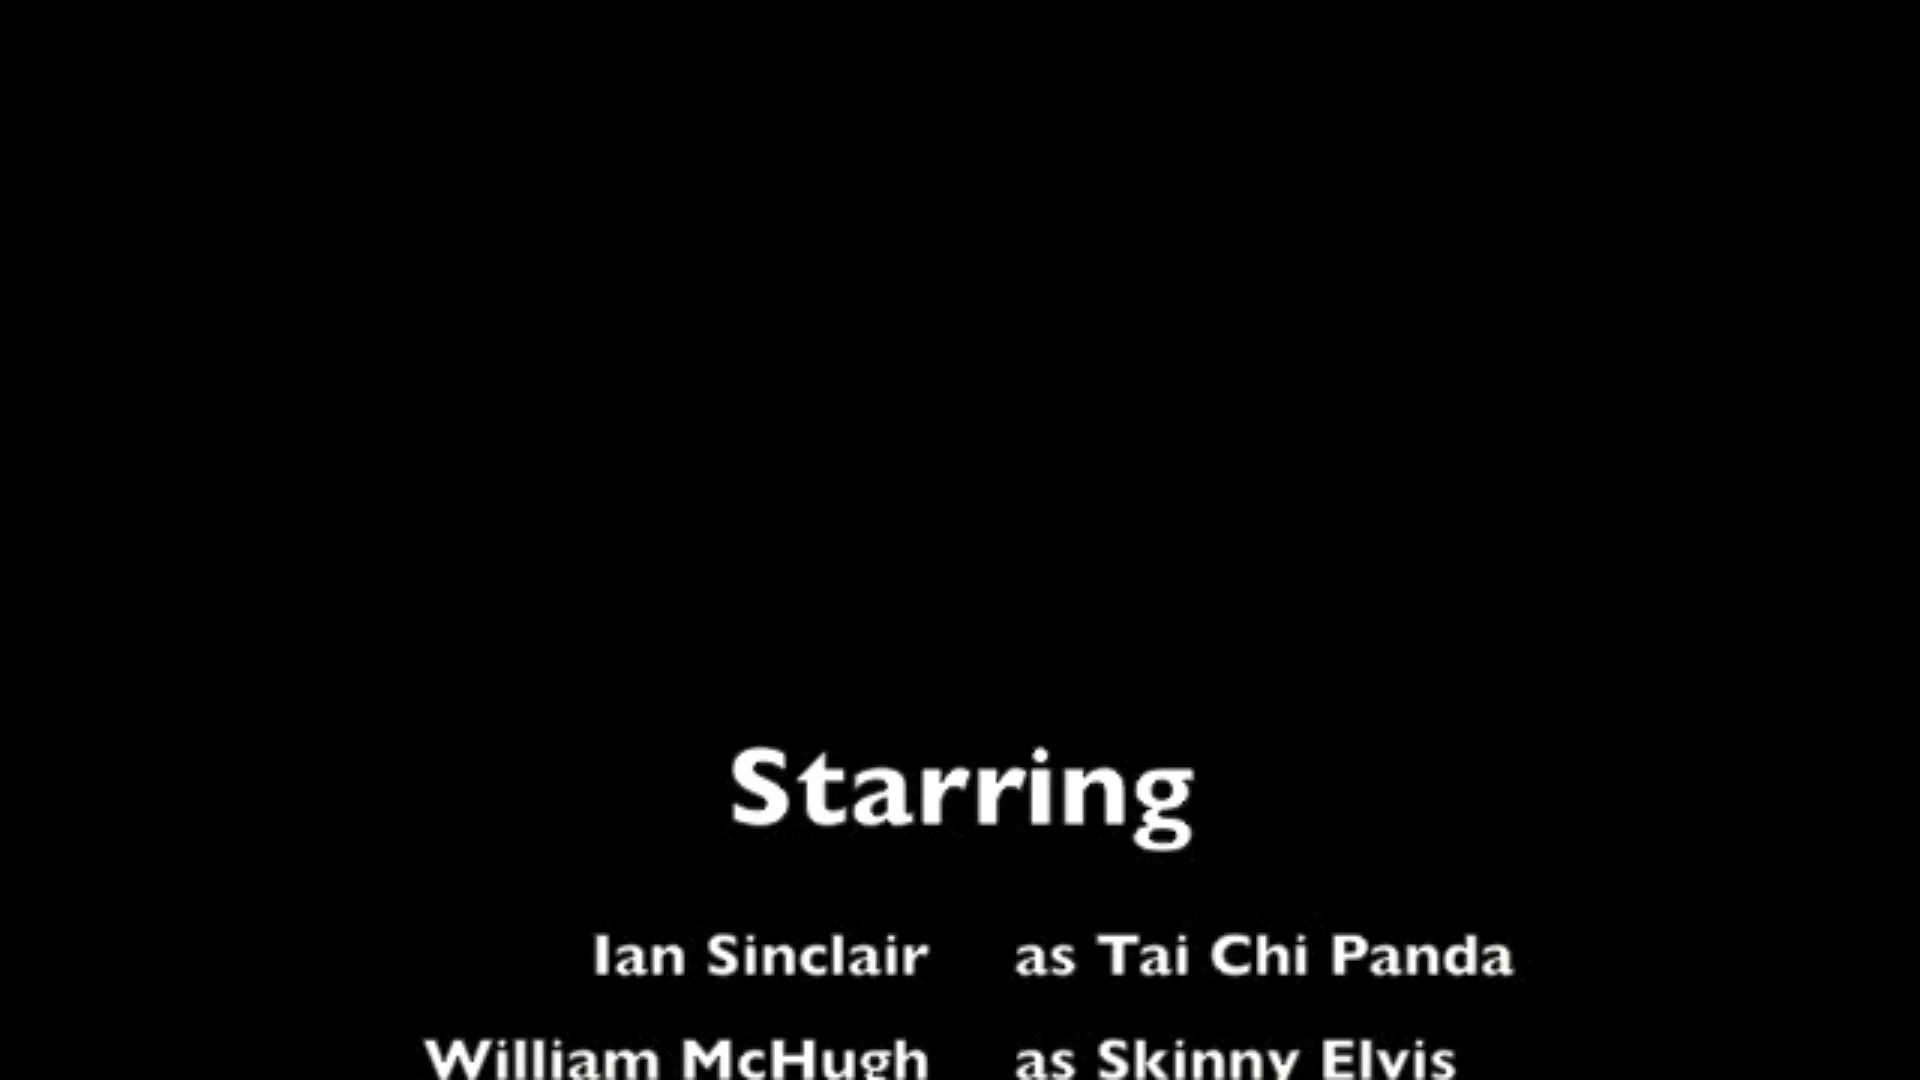 Starring
Ian Sinclair as Tai Chi Panda
William McHugh as Skinny Elvis